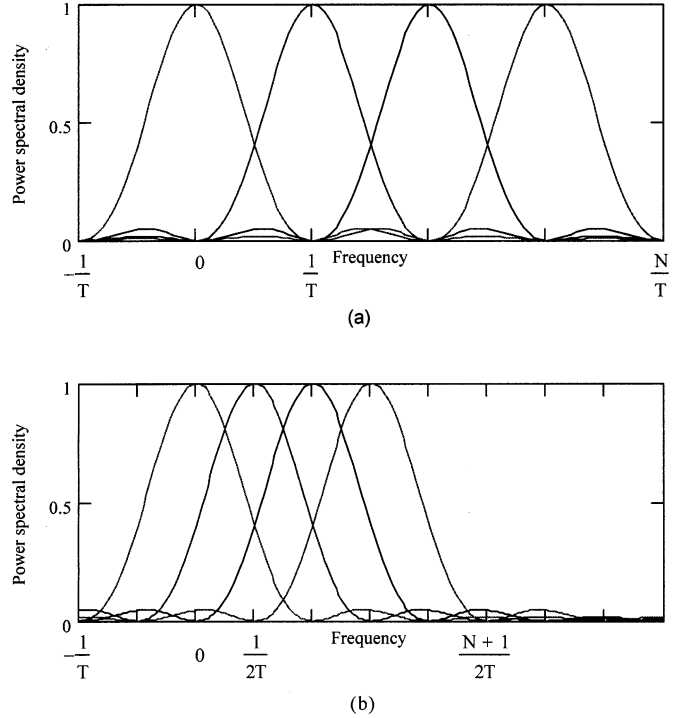 Power spectral density
1
0.5
0
−1/T 0 1/T Frequency N/T
(a)
Power spectral density
1
0.5
0
−1/T 0 1/2T Frequency N + 1/2T
(b)